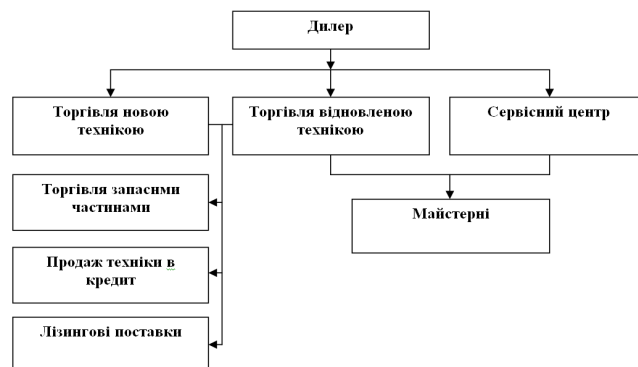 Дилер
Торгівля новою
технікою
Торгівля відновленою
технікою
Сервісний центр
Торгівля запасними
частинами
Майстерні
Продаж техніки в
кредит
Лізингові поставки